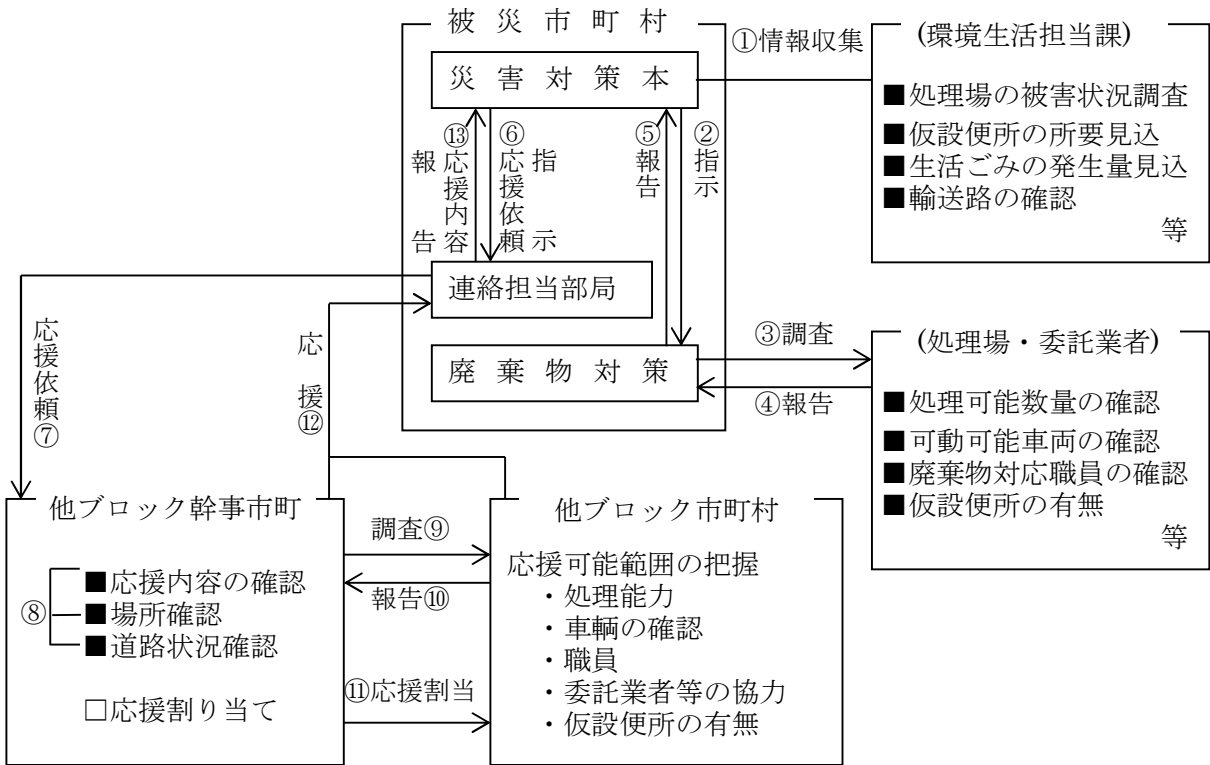 被災市町村
災害対策本
①情報収集
(環境生活担当課)
■処理場の被害状況調査
■仮設便所の所要見込
■生活ごみの発生量見込
■輸送路の確認
等
⑬応援内容
報告
⑥応援依頼
指示
⑤報告
②指示
連絡担当部局
廃棄物対策
③調査
④報告
(処理場・委託業者)
■処理可能数量の確認
■可動可能車両の確認
■廃棄物対応職員の確認
■仮設便所の有無
等
応援依頼⑦
応援⑫
他ブロック幹事市町
⑧
■応援内容の確認
■場所確認
■道路状況確認
□応援割り当て
調査⑨
報告⑩
⑪応援割当
他ブロック市町村
応援可能範囲の把握
・処理能力
・車輌の確認
・職員
・委託業者等の協力
・仮設便所の有無